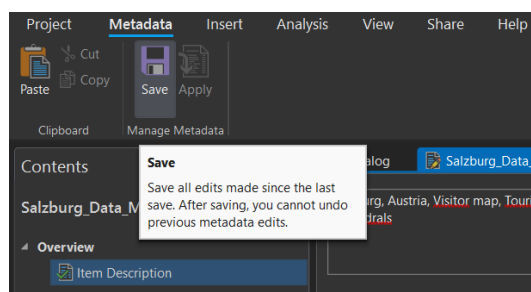 Project Metadata Insert Analysis View Share Help
Cut
Copy
Paste
Save Apply
Clipboard
Manage Metadata
Save
Save all edits made since the last
save. After saving, you cannot undo
previous metadata edits.
Contents
Salzburg_Data_M
Overview
Item Description
alog
Salzburg_Data_
urg, Austria, Visitor map, Touri
drals